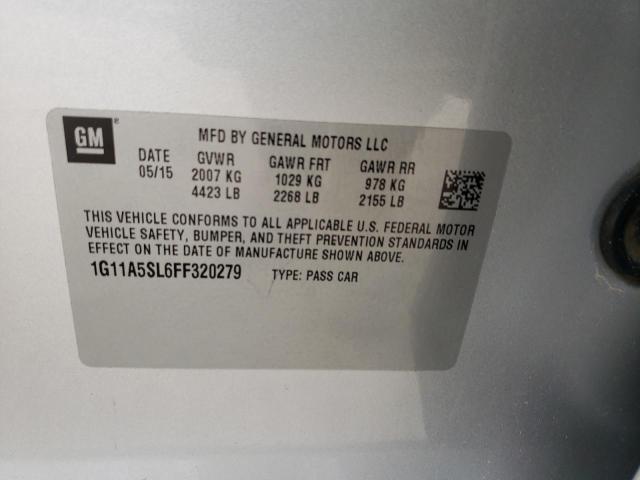 GM®
MFD BY GENERAL MOTORS LLC
DATE GVWR GAWR FRT GAWR RR
05/15 2007 KG 1029 KG 978 KG
4423 LB 2268 LB 2155 LB
THIS VEHICLE CONFORMS TO ALL APPLICABLE U.S. FEDERAL MOTOR
VEHICLE SAFETY, BUMPER, AND THEFT PREVENTION STANDARDS IN
EFFECT ON THE DATE OF MANUFACTURE SHOWN ABOVE.
1G11A5SL6FF320279 TYPE: PASS CAR